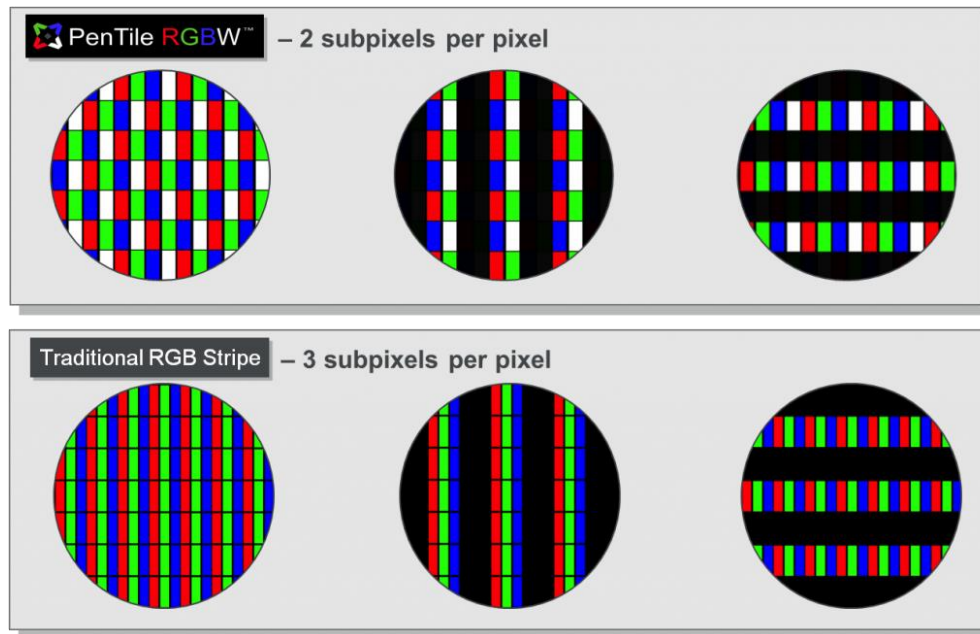 PenTile RGBW™ – 2 subpixels per pixel
Traditional RGB Stripe – 3 subpixels per pixel